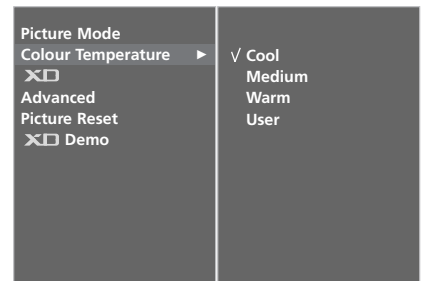 Picture Mode
Colour Temperature ►
XD
Advanced
Picture Reset
XD Demo
√ Cool
Medium
Warm
User